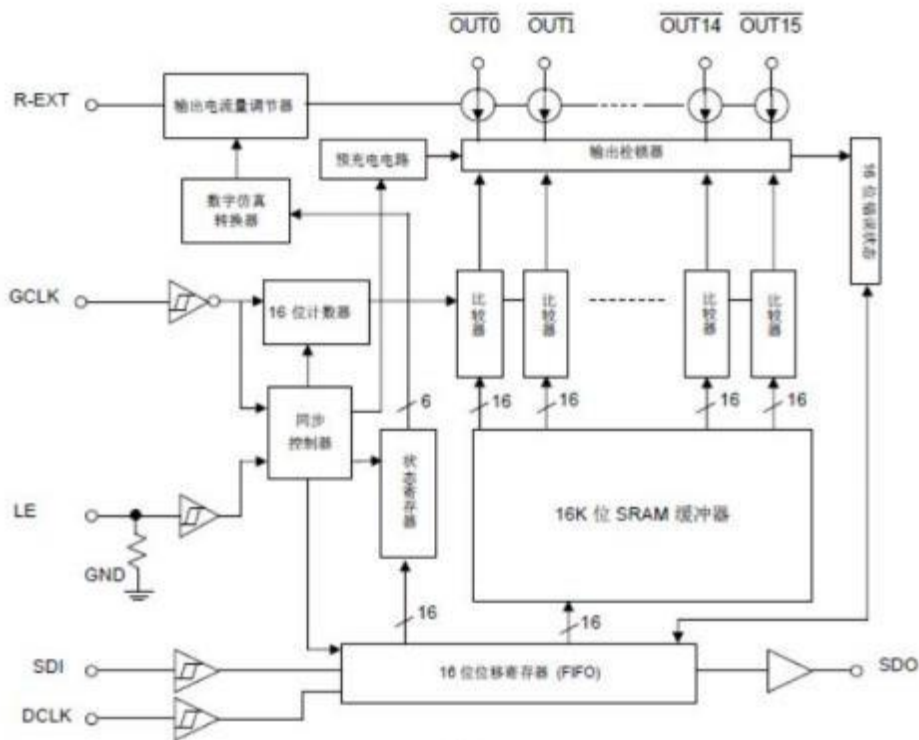 OUT0 OUT1 OUT14 OUT15
R-EXT
输出电流量调节器
输出栓锁器
预充电电路
16 位错误状态
数字仿真
转换器
GCLK
16 位计数器
比较器
比较器
比较器
比较器
6
16
16
16
16
同步
控制器
状态寄存器
16K 位 SRAM 缓冲器
LE
GND
16
16
SDI
16 位位移寄存器 (FIFO)
SDO
DCLK